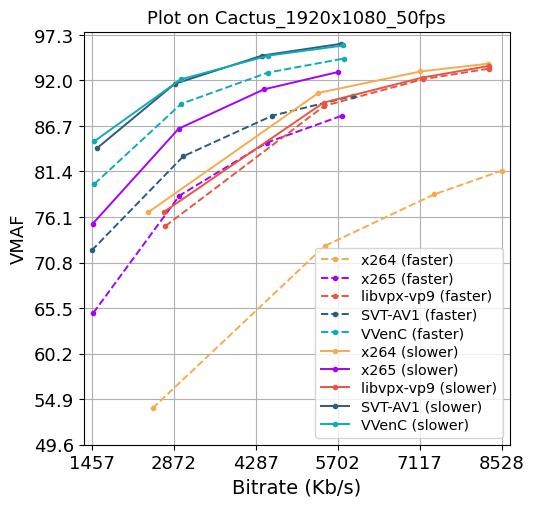 Plot on Cactus_1920x1080_50fps
97.3
92.0
86.7
81.4
76.1
70.8
65.5
60.2
54.9
49.6
VMAF
x264 (faster)
x265 (faster)
libvpx-vp9 (faster)
SVT-AV1 (faster)
VVenC (faster)
x264 (slower)
x265 (slower)
libvpx-vp9 (slower)
SVT-AV1 (slower)
VVenC (slower)
1457 2872 4287 5702 7117 8528
Bitrate (Kb/s)